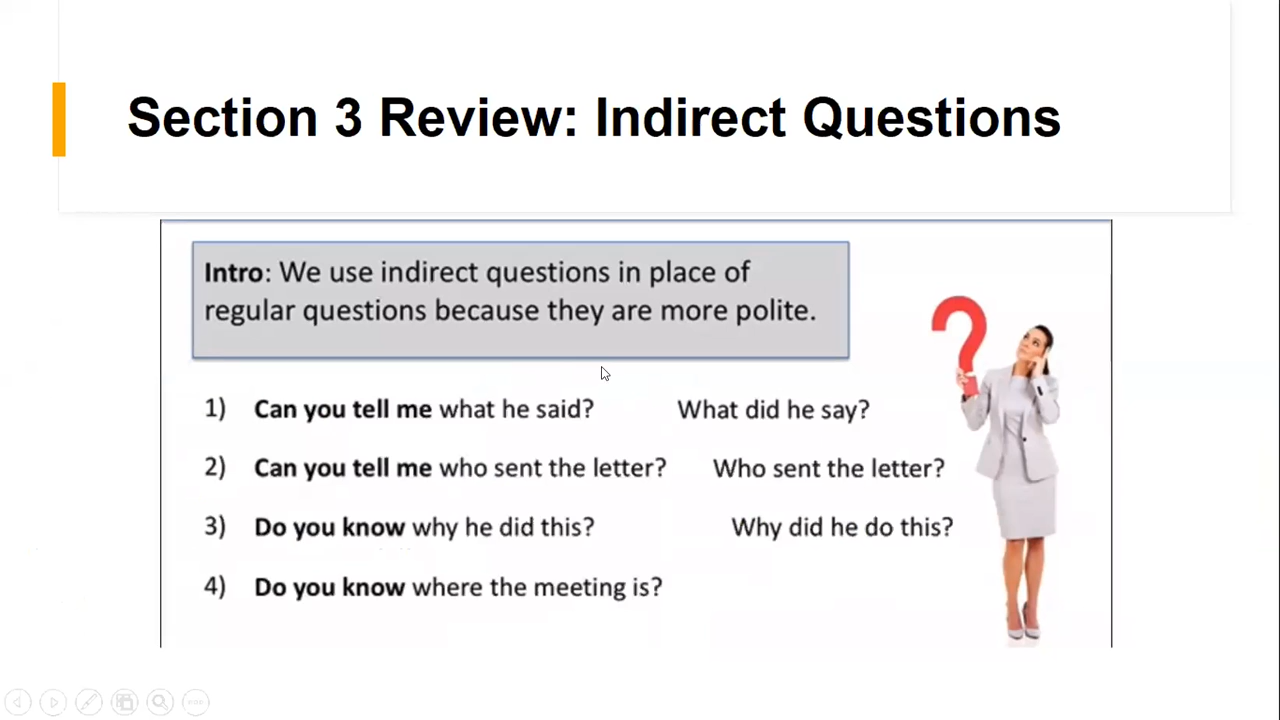 Section 3 Review: Indirect Questions
Intro: We use indirect questions in place of
regular questions because they are more polite.
1) Can you tell me what he said? What did he say?
2) Can you tell me who sent the letter? Who sent the letter?
3) Do you know why he did this? Why did he do this?
4) Do you know where the meeting is?